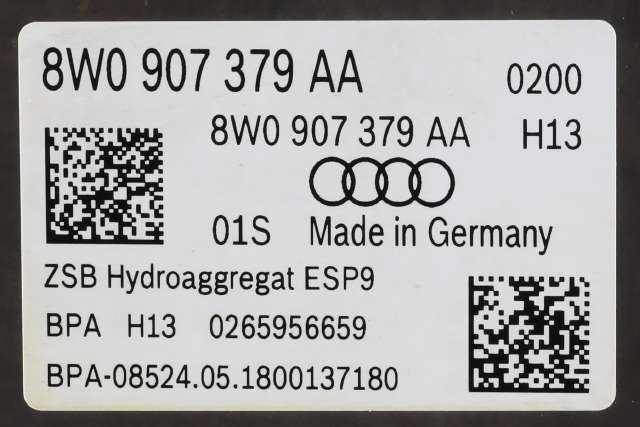 8W0 907 379 AA 0200
8W0 907 379 AA H13
01S Made in Germany
ZSB Hydroaggregat ESP9
BPA H13 0265956659
BPA-08524.05.1800137180